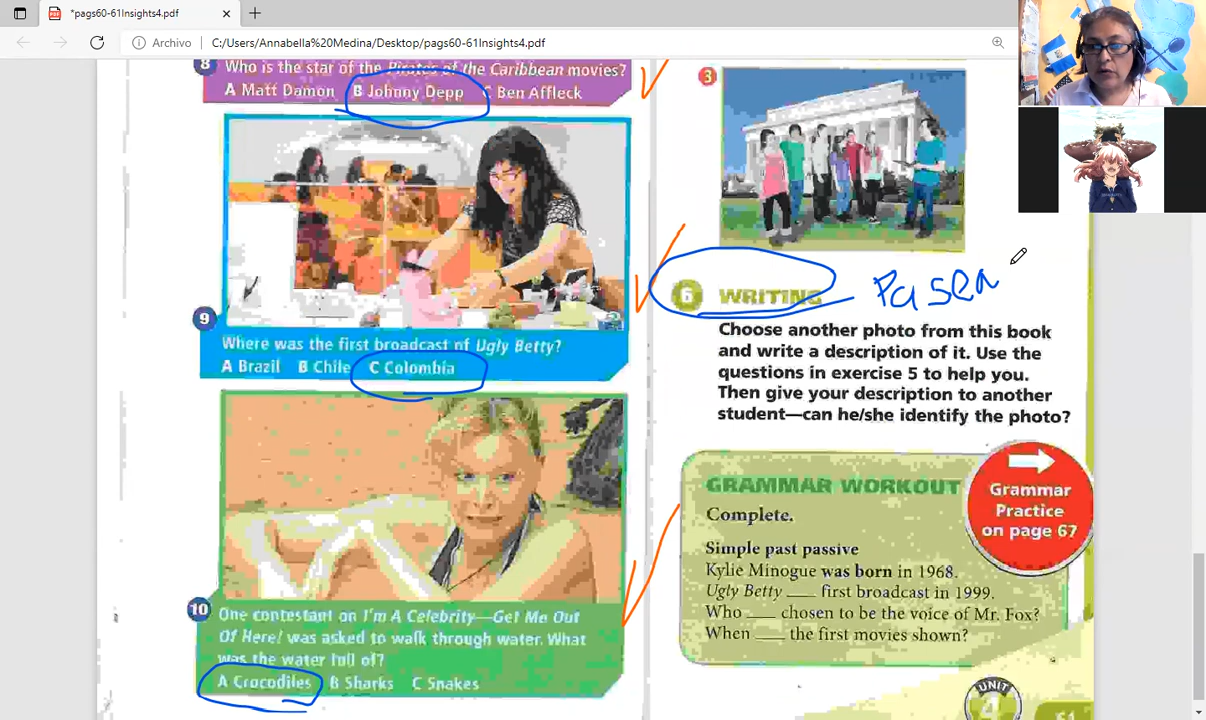 *pags60-61Insights4.pdf
Archivo
C:/Users/Annabella%20Medina/Desktop/pags60-61Insights4.pdf
8 Who is the star of the Pirates of the Caribbean movies?
A Matt Damon B Johnny Depp C Ben Affleck
9
Where was the first broadcast of Ugly Betty?
A Brazil B Chile C Colombia
10 One contestant on I'm A Celebrity—Get Me Out
Of Here! was asked to walk through water. What
was the water full of?
A Crocodiles B Sharks C Snakes
3
6 WRITING Pasea
Choose another photo from this book
and write a description of it. Use the
questions in exercise 5 to help you.
Then give your description to another
student—can he/she identify the photo?
GRAMMAR WORKOUT
Complete.
Simple past passive
Kylie Minogue was born in 1968.
Ugly Betty ___ first broadcast in 1999.
Who ___ chosen to be the voice of Mr. Fox?
When ___ the first movies shown?
Grammar
Practice
on page 67
UNIT
4